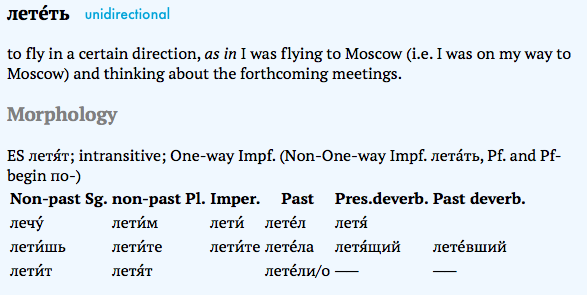 лете́ть unidirectional
to fly in a certain direction, as in I was flying to Moscow (i.e. I was on my way to
Moscow) and thinking about the forthcoming meetings.
Morphology
ES летя́т; intransitive; One-way Impf. (Non-One-way Impf. лета́ть, Pf. and Pf-
begin по-)
Non-past Sg. non-past Pl. Imper. Past Pres.deverb. Past deverb.
лечу́ лети́м лети́ лете́л летя́
лети́шь лети́те лети́те лете́ла летя́щий лете́вший
лети́т летя́т лете́ли/о —– —–